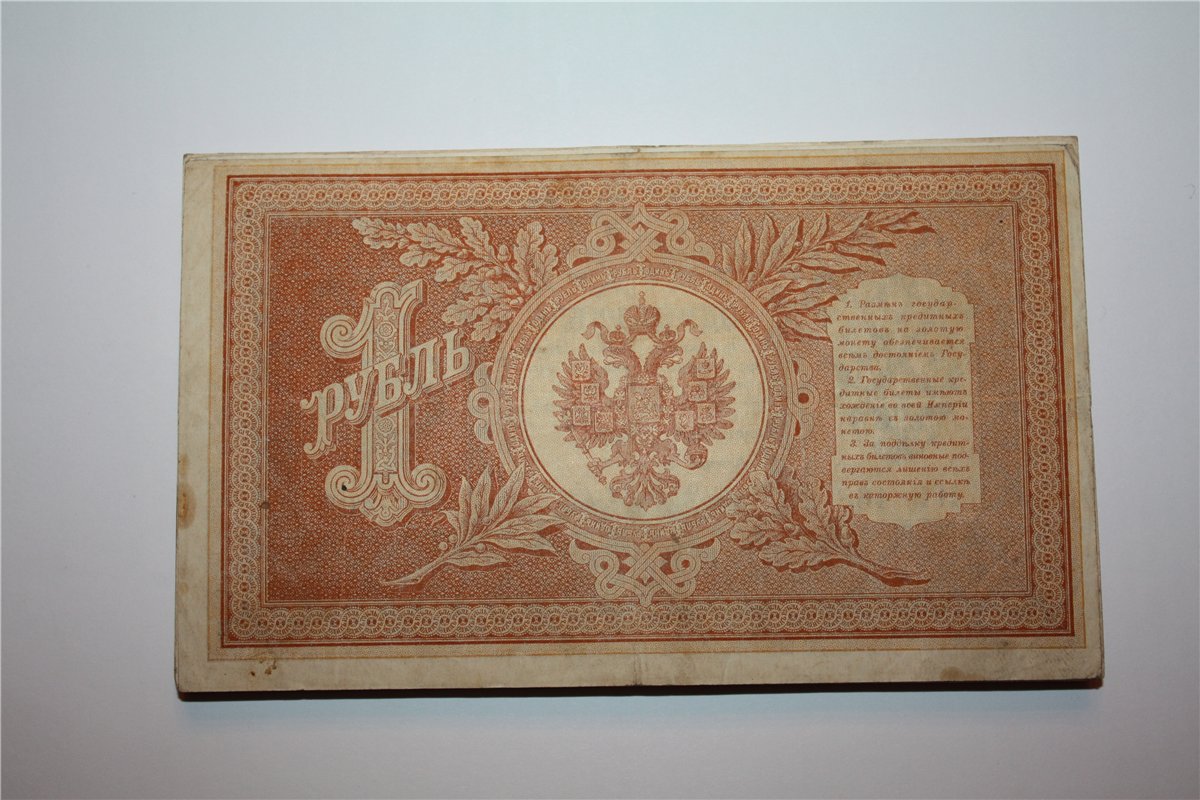 1
РУБЛЬ
1. Размѣнъ государ-
ственныхъ кредитныхъ
билетовъ на золотую
монету обезпечивается
всѣмъ достояніемъ Госу-
дарства.
2. Государственные кре-
дитные билеты имѣютъ
хожденіе во всей Имперіи
наравнѣ съ золотою мо-
нетою.
3. За поддѣлку кредит-
ныхъ билетовъ виновные под-
вергаются лишенію всѣхъ
правъ состоянія и ссылкѣ
въ каторжную работу.